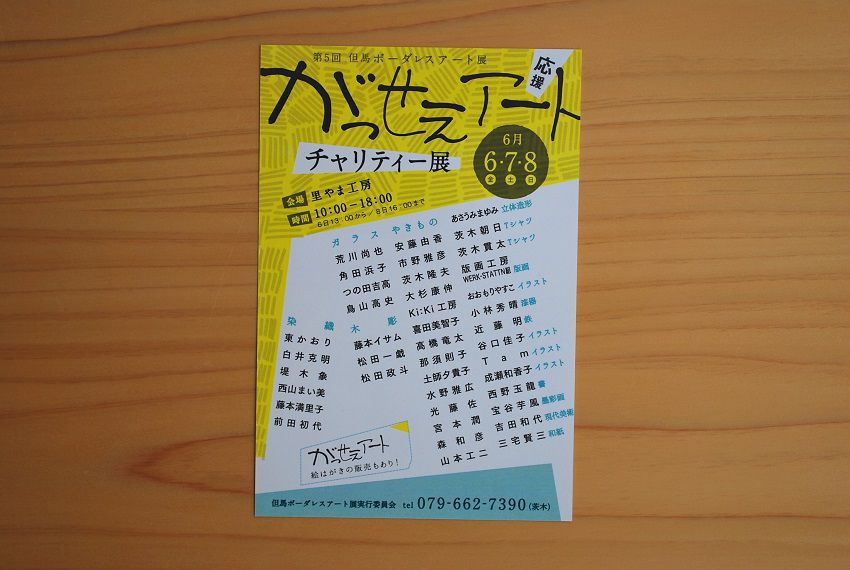 第5回 但馬ボーダレスアート展
がっせぇアート
応援
チャリティー展
6月
6・7・8
金 土 日
会場 里やま工房
時間 10:00−18:00
6日13:00から/8日16:00まで
ガラス
荒川尚也
角田浜子
つの田吉高
鳥山高史
やきもの
安藤由香
市野雅彦
茨木隆夫
大杉康伸
Ki:Ki工房
喜田美智子
高橋竜太
那須則子
土師夕貴子
水野雅広
光藤佐
宮本潤
森和彦
山本工二
あさうみまゆみ 立体造形
茨木朝日 Tシャツ
茨木貫太 Tシャツ
版画工房
WERK-STATTN邸 版画
おおもりやすこ イラスト
小林秀晴 漆器
近藤明 鉄
谷口佳子 イラスト
Tam イラスト
成瀬和香子 イラスト
西野玉龍 書
宝谷芋風 墨彩画
吉田和代 現代美術
三宅賢三 和紙
染織
東かおり
白井克明
堤木象
西山まい美
藤本満里子
前田初代
木彫
藤本イサム
松田一戯
松田政斗
がっせぇアート
絵はがきの販売もあり!
但馬ボーダレスアート展実行委員会 tel 079-662-7390(茨木)